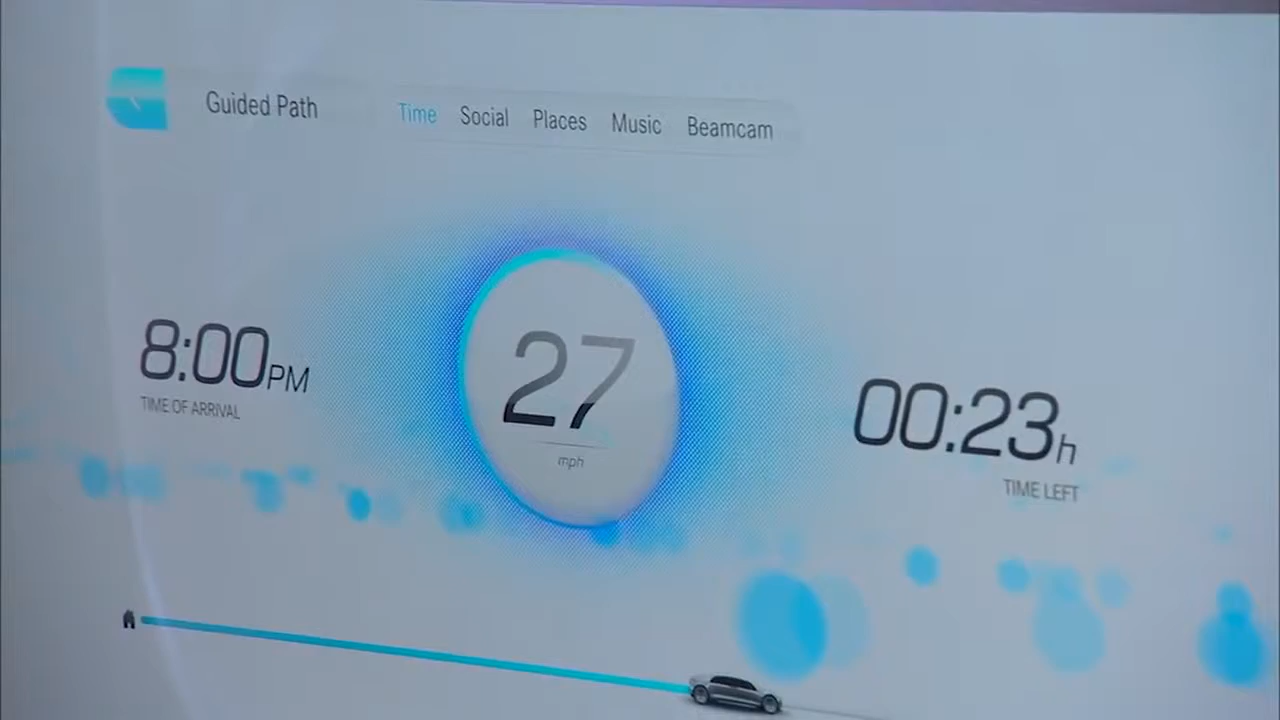 Guided Path
Time Social Places Music Beamcam
8:00PM
TIME OF ARRIVAL
27
mph
00:23h
TIME LEFT